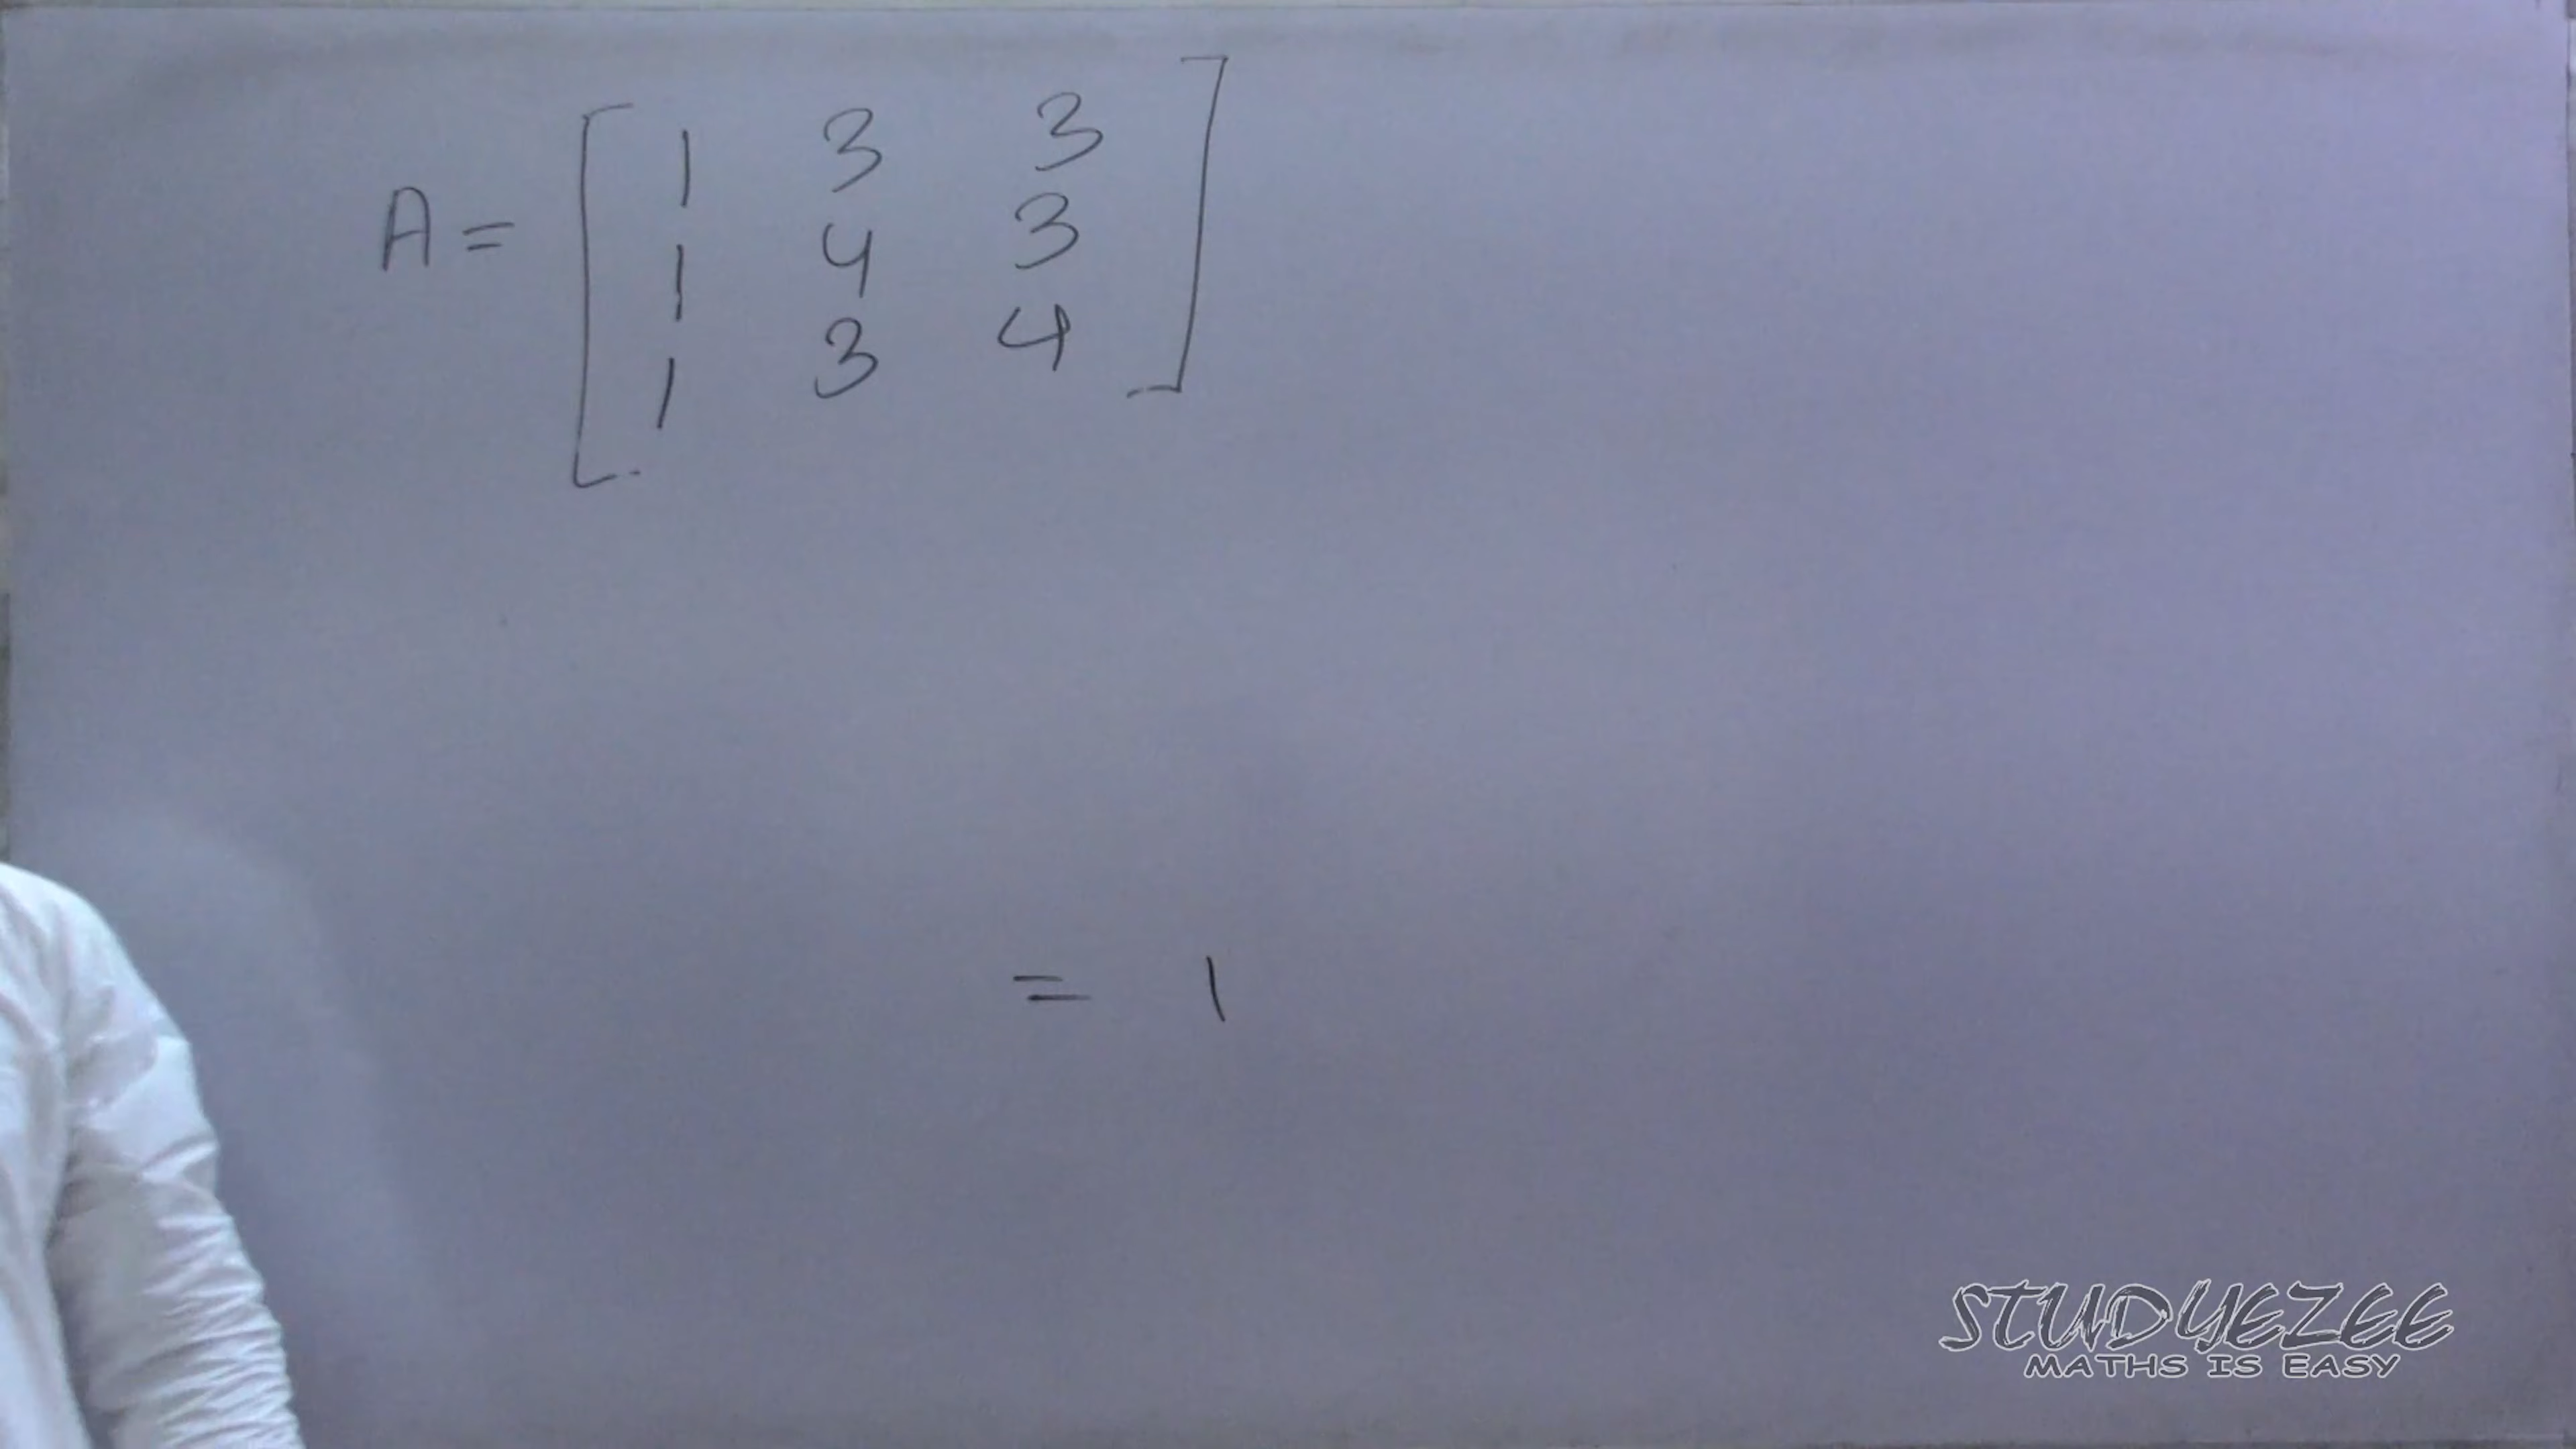 A = [ 1 3 3
1 4 3
1 3 4 ]
= 1
STUDYEZEE
MATHS IS EASY